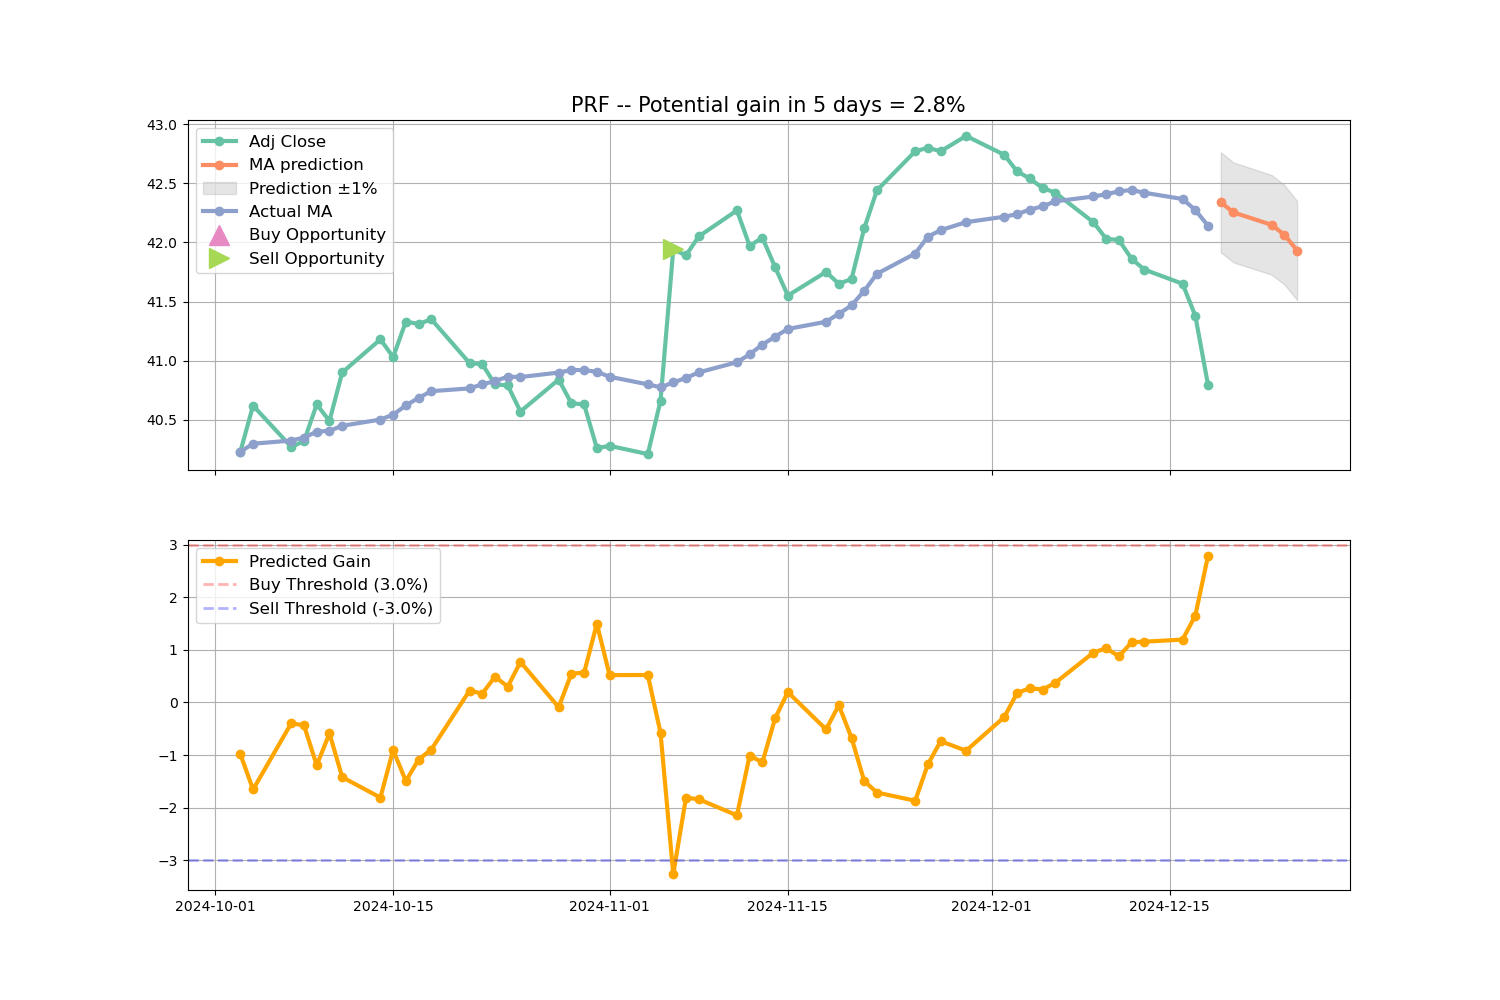 PRF -- Potential gain in 5 days = 2.8%
43.0
42.5
42.0
41.5
41.0
40.5
Adj Close
MA prediction
Prediction ±1%
Actual MA
Buy Opportunity
Sell Opportunity
3
2
1
0
−1
−2
−3
Predicted Gain
Buy Threshold (3.0%)
Sell Threshold (-3.0%)
2024-10-01 2024-10-15 2024-11-01 2024-11-15 2024-12-01 2024-12-15